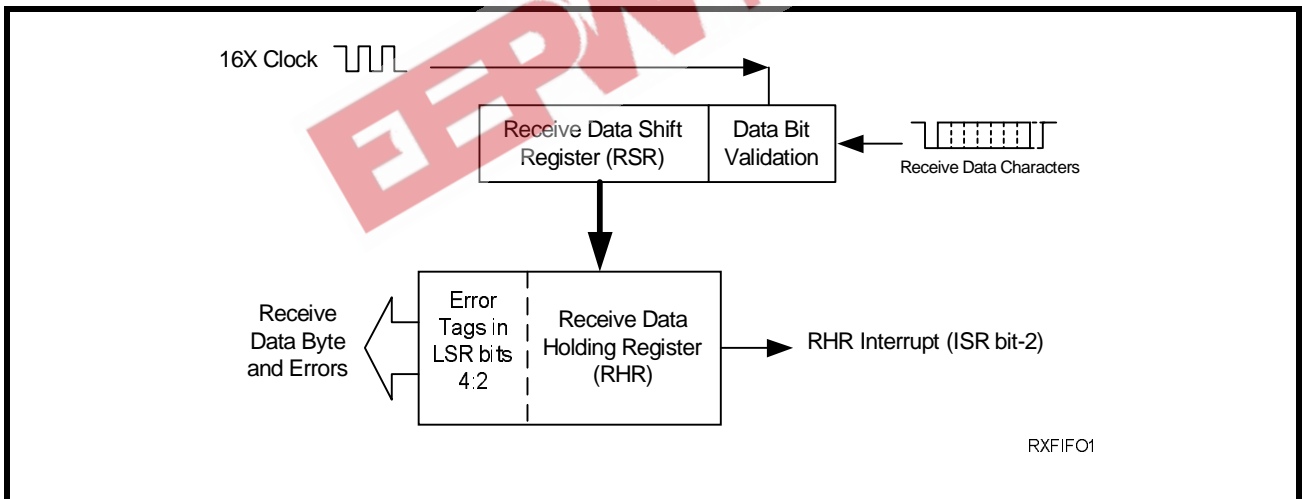 16X Clock
Receive Data Shift
Register (RSR)
Data Bit
Validation
Receive Data Characters
Receive
Data Byte
and Errors
Error
Tags in
LSR bits
4:2
Receive Data
Holding Register
(RHR)
RHR Interrupt (ISR bit-2)
RXFIFO1